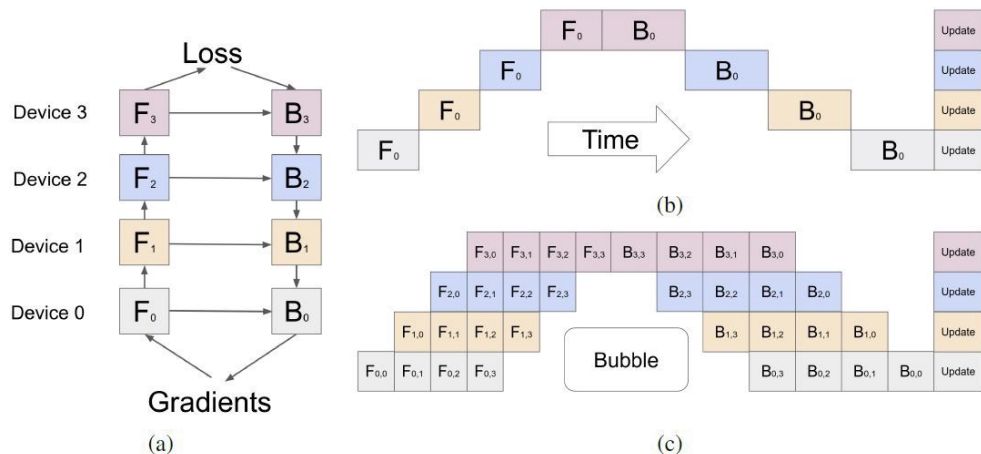 Loss
Device 3 F3 B3
Device 2 F2 B2
Device 1 F1 B1
Device 0 F0 B0
Gradients
(a)
F0 B0 Update
F0 B0 Update
F0 B0 Update
F0 Time B0 Update
(b)
F3,0 F3,1 F3,2 F3,3 B3,3 B3,2 B3,1 B3,0 Update
F2,0 F2,1 F2,2 F2,3 B2,3 B2,2 B2,1 B2,0 Update
F1,0 F1,1 F1,2 F1,3 B1,3 B1,2 B1,1 B1,0 Update
Bubble
F0,0 F0,1 F0,2 F0,3 B0,3 B0,2 B0,1 B0,0 Update
(c)